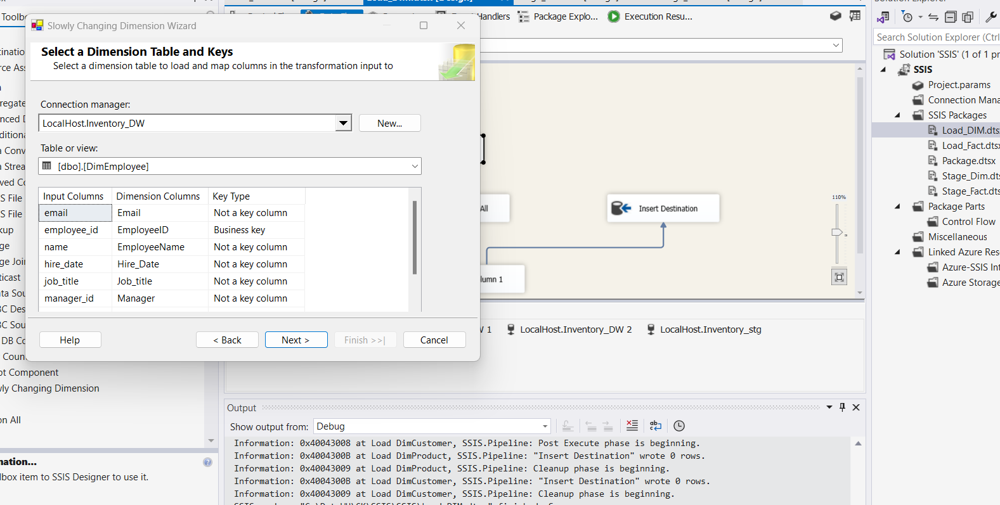 Solution Explorer
Toolbo
Handlers
Package Explo...
Execution Resu...
Slowly Changing Dimension Wizard
Select a Dimension Table and Keys
Select a dimension table to load and map columns in the transformation input to
Connection manager:
LocalHost.Inventory_DW
New...
Table or view:
[dbo].[DimEmployee]
Input Columns Dimension Columns Key Type
email Email Not a key column
employee_id EmployeeID Business key
name EmployeeName Not a key column
hire_date Hire_Date Not a key column
job_title Job_title Not a key column
manager_id Manager Not a key column
Help
< Back
Next >
Finish >>|
Cancel
tinatio
rce Ass
regate
nced D
ditiona
a Conv
a Strea
ved Co
S File
S File
kup
ge
ge Join
ticast
ta Sou
BC Des
BC Sou
DB Co
Coun
pt Component
wly Changing Dimension
on All
nation...
lbox item to SSIS Designer to use it.
All
Insert Destination
lumn 1
110%
W 1
LocalHost.Inventory_DW 2
LocalHost.Inventory_stg
Output
Show output from: Debug
Information: 0x40043008 at Load DimCustomer, SSIS.Pipeline: Post Execute phase is beginning.
Information: 0x4004300B at Load DimProduct, SSIS.Pipeline: "Insert Destination" wrote 0 rows.
Information: 0x40043009 at Load DimProduct, SSIS.Pipeline: Cleanup phase is beginning.
Information: 0x4004300B at Load DimCustomer, SSIS.Pipeline: "Insert Destination" wrote 0 rows.
Information: 0x40043009 at Load DimCustomer, SSIS.Pipeline: Cleanup phase is beginning.
Search Solution Explorer (Ctrl
Solution 'SSIS' (1 of 1 pr
SSIS
Project.params
Connection Mana
SSIS Packages
Load_DIM.dts
Load_Fact.dtsx
Package.dtsx
Stage_Dim.dts
Stage_Fact.dts
Package Parts
Control Flow
Miscellaneous
Linked Azure Res
Azure-SSIS Int
Azure Storage